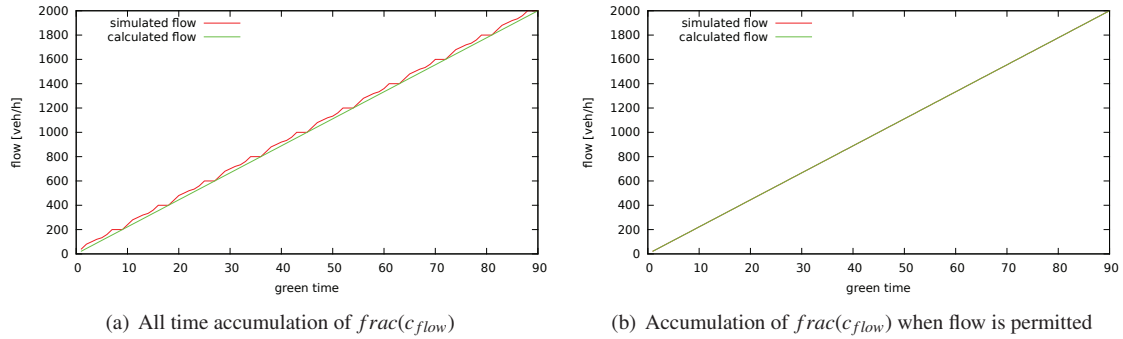 simulated flow
calculated flow
2000
1800
1600
1400
1200
1000
800
600
400
200
0
flow [veh/h]
0 10 20 30 40 50 60 70 80 90
green time
(a) All time accumulation of frac(c_flow)
simulated flow
calculated flow
2000
1800
1600
1400
1200
1000
800
600
400
200
0
flow [veh/h]
0 10 20 30 40 50 60 70 80 90
green time
(b) Accumulation of frac(c_flow) when flow is permitted